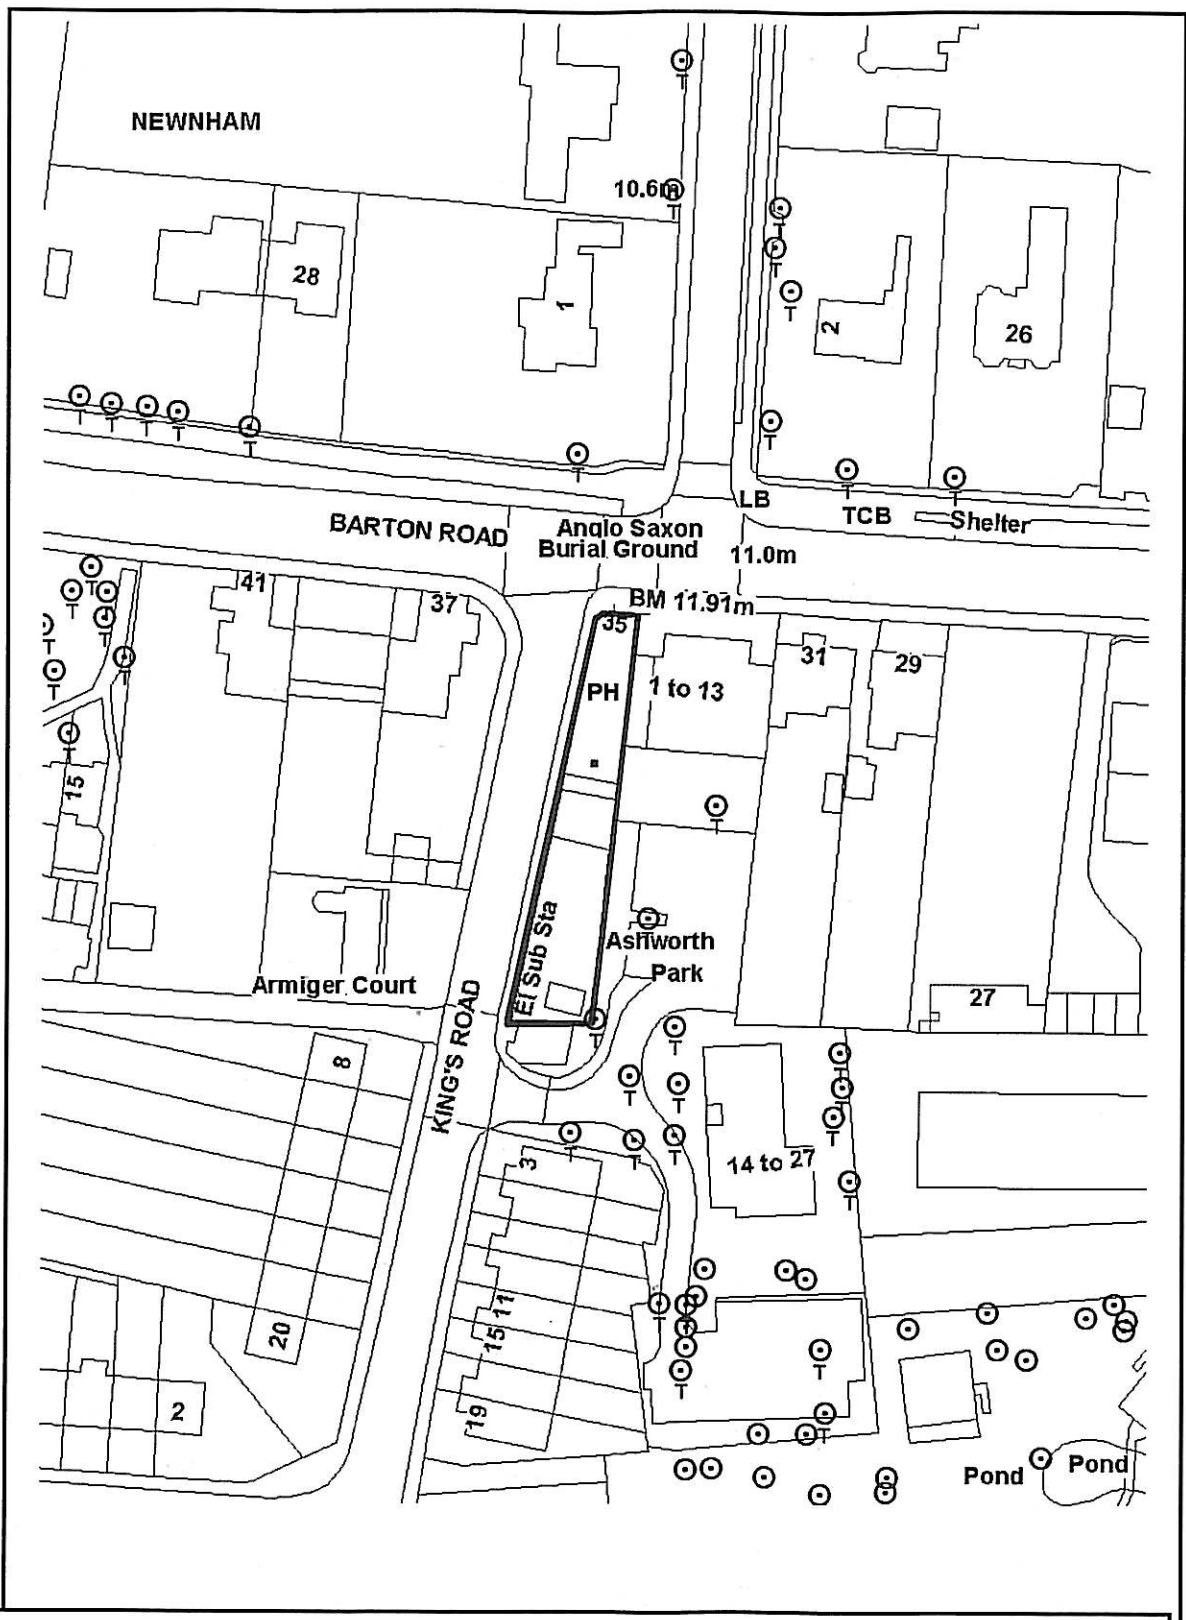 NEWNHAM
10.6m
28
1
2
26
LB
TCB
Shelter
BARTON ROAD
Anglo Saxon
Burial Ground
11.0m
BM 11.91m
41
37
35
PH
1 to 13
31
29
15
El Sub Sta
Ashworth
Park
Armiger Court
KING'S ROAD
27
8
3
14 to 27
20
11
15
19
2
Pond
Pond